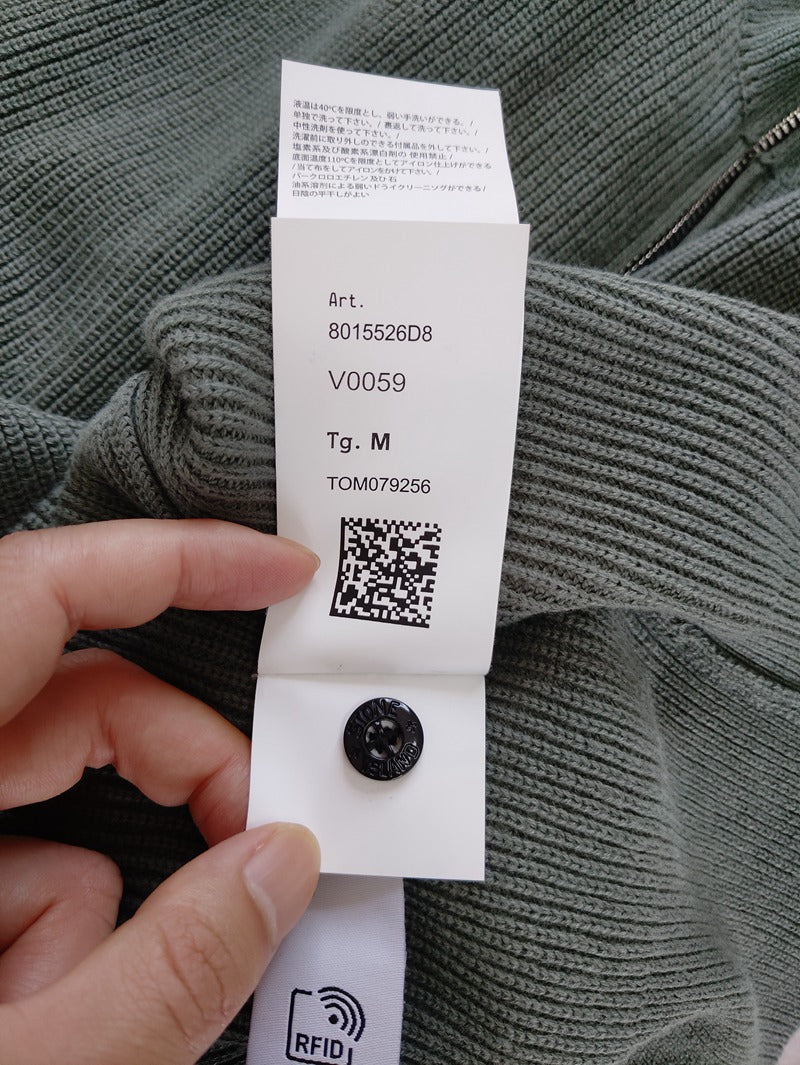 液温は40℃を限度とし、弱い手洗いができる。/
単独で洗って下さい。/ 裏返して洗って下さい。/
中性洗剤を使って下さい。/
洗濯前に取り外しのできる付属品を外して下さい。/
塩素系及び酸素系漂白剤の 使用禁止 /
底面温度110℃を限度としてアイロン仕上げができる
/ 当て布をしてアイロンをかけて下さい。/
パークロロエチレン 及び石
油系溶剤による弱いドライクリーニングができる /
日陰の平干しがよい
Art.
8015526D8
V0059
Tg. M
TOM079256
STONE
ISLAND
RFID